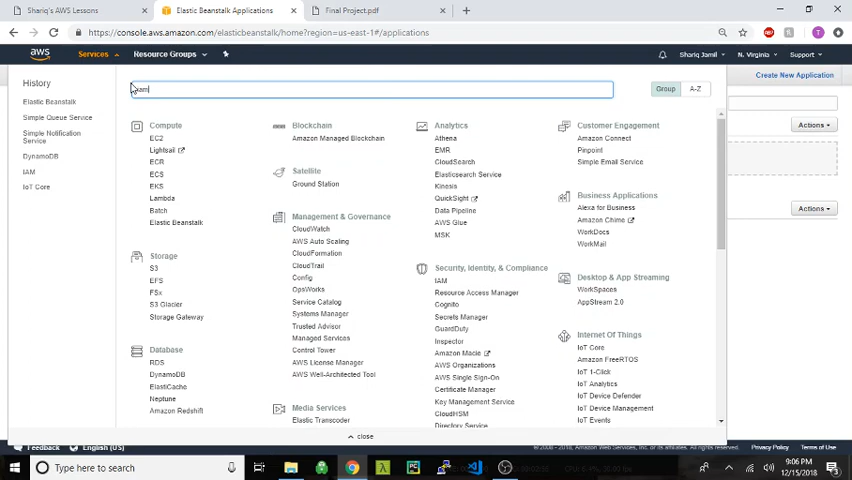 Shariq's AWS Lessons
Elastic Beanstalk Applications
Final Project.pdf
https://console.aws.amazon.com/elasticbeanstalk/home?region=us-east-1#/applications
aws
Services
Resource Groups
Shariq Jamil
N. Virginia
Support
History
Elastic Beanstalk
Simple Queue Service
Simple Notification
Service
DynamoDB
IAM
IoT Core
Group
A-Z
Compute
EC2
Lightsail
ECR
ECS
EKS
Lambda
Batch
Elastic Beanstalk
Storage
S3
EFS
FSx
S3 Glacier
Storage Gateway
Database
RDS
DynamoDB
ElastiCache
Neptune
Amazon Redshift
Blockchain
Amazon Managed Blockchain
Satellite
Ground Station
Management & Governance
CloudWatch
AWS Auto Scaling
CloudFormation
CloudTrail
Config
OpsWorks
Service Catalog
Systems Manager
Trusted Advisor
Managed Services
Control Tower
AWS License Manager
AWS Well-Architected Tool
Media Services
Elastic Transcoder
Analytics
Athena
EMR
CloudSearch
Elasticsearch Service
Kinesis
QuickSight
Data Pipeline
AWS Glue
MSK
Security, Identity, & Compliance
IAM
Resource Access Manager
Cognito
Secrets Manager
GuardDuty
Inspector
Amazon Macie
AWS Organizations
AWS Single Sign-On
Certificate Manager
Key Management Service
CloudHSM
Directory Service
Customer Engagement
Amazon Connect
Pinpoint
Simple Email Service
Business Applications
Alexa for Business
Amazon Chime
WorkDocs
WorkMail
Desktop & App Streaming
WorkSpaces
AppStream 2.0
Internet Of Things
IoT Core
Amazon FreeRTOS
IoT 1-Click
IoT Analytics
IoT Device Defender
IoT Device Management
IoT Events
close
Create New Application
Actions
Actions
Feedback
English (US)
Privacy Policy
Terms of Use
Type here to search
9:06 PM
12/15/2018